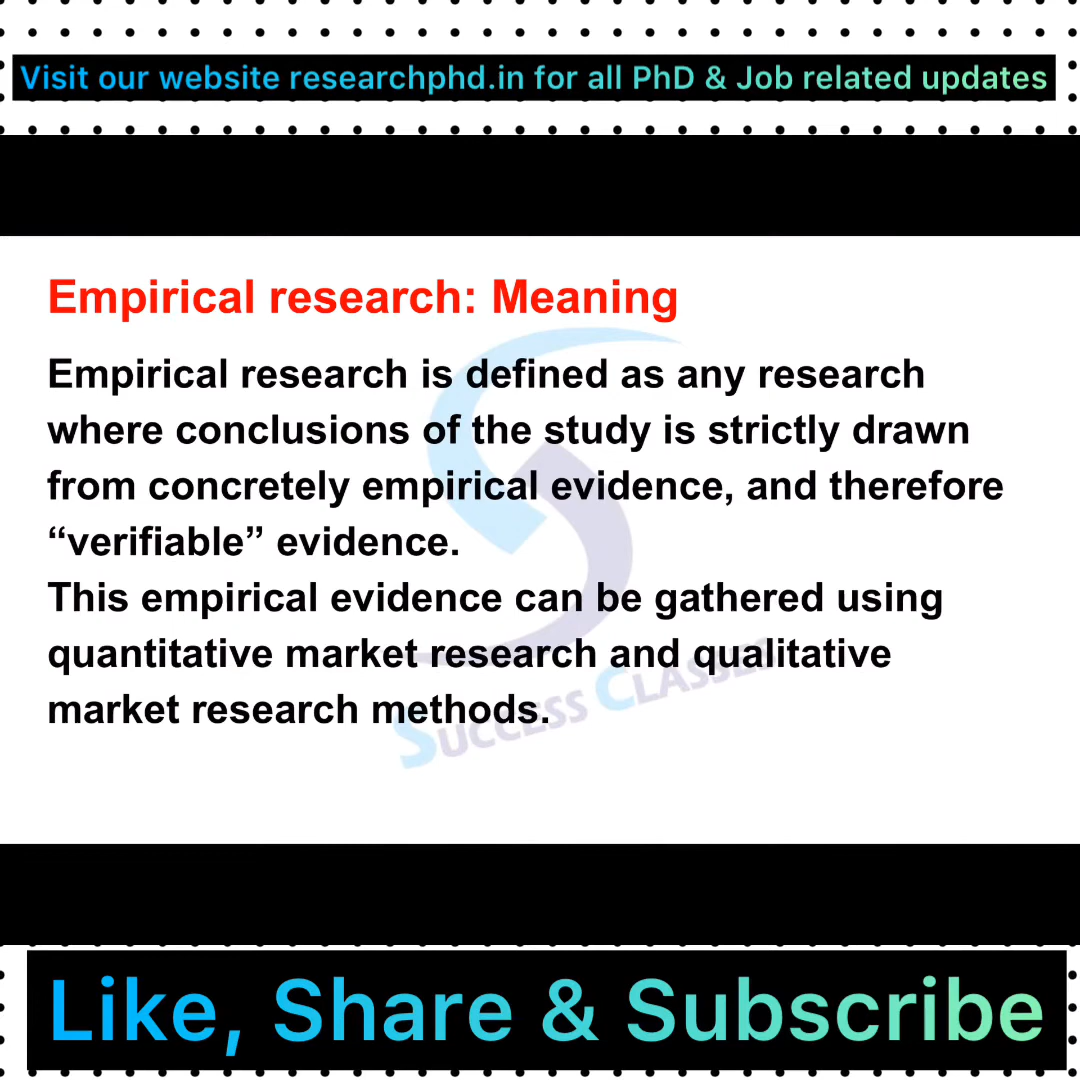 Visit our website researchphd.in for all PhD & Job related updates
Empirical research: Meaning
Empirical research is defined as any research
where conclusions of the study is strictly drawn
from concretely empirical evidence, and therefore
“verifiable” evidence.
This empirical evidence can be gathered using
quantitative market research and qualitative
market research methods.
SUCCESS CLASSES
Like, Share & Subscribe